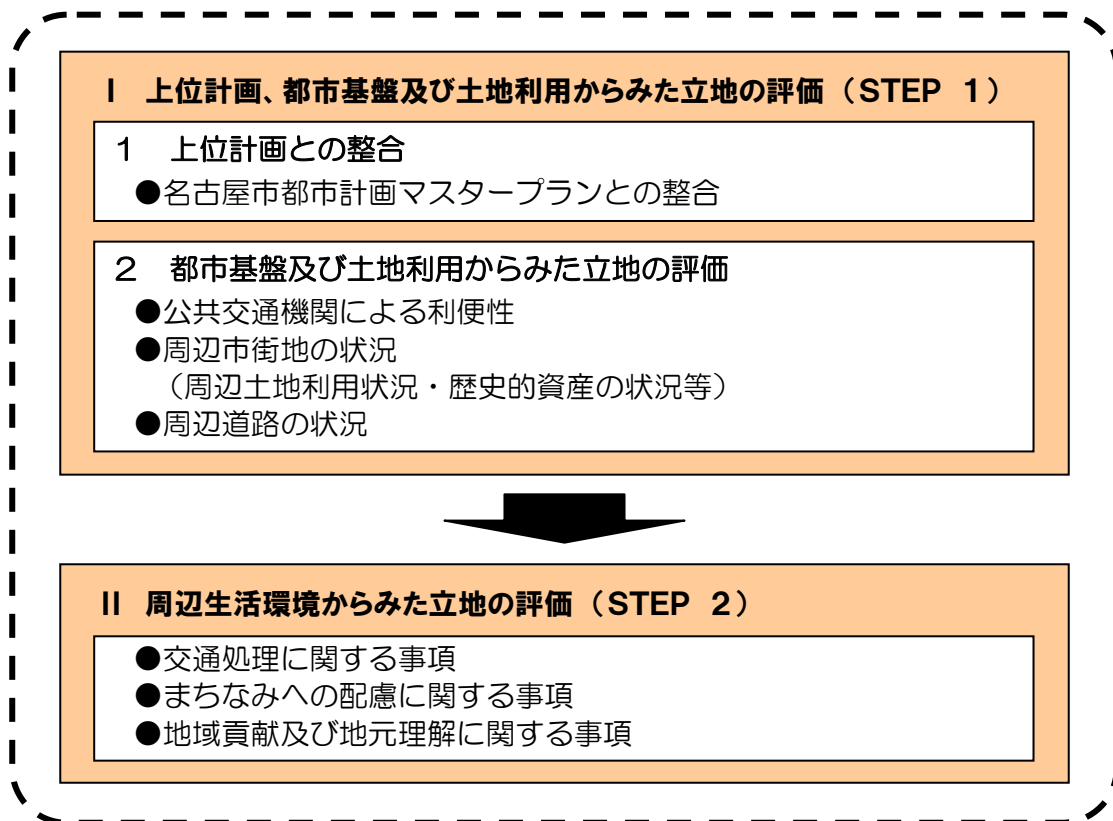 Ⅰ 上位計画、都市基盤及び土地利用からみた立地の評価（STEP 1）
１ 上位計画との整合
●名古屋市都市計画マスタープランとの整合
２ 都市基盤及び土地利用からみた立地の評価
●公共交通機関による利便性
●周辺市街地の状況
（周辺土地利用状況・歴史的資産の状況等）
●周辺道路の状況
Ⅱ 周辺生活環境からみた立地の評価（STEP 2）
●交通処理に関する事項
●まちなみへの配慮に関する事項
●地域貢献及び地元理解に関する事項